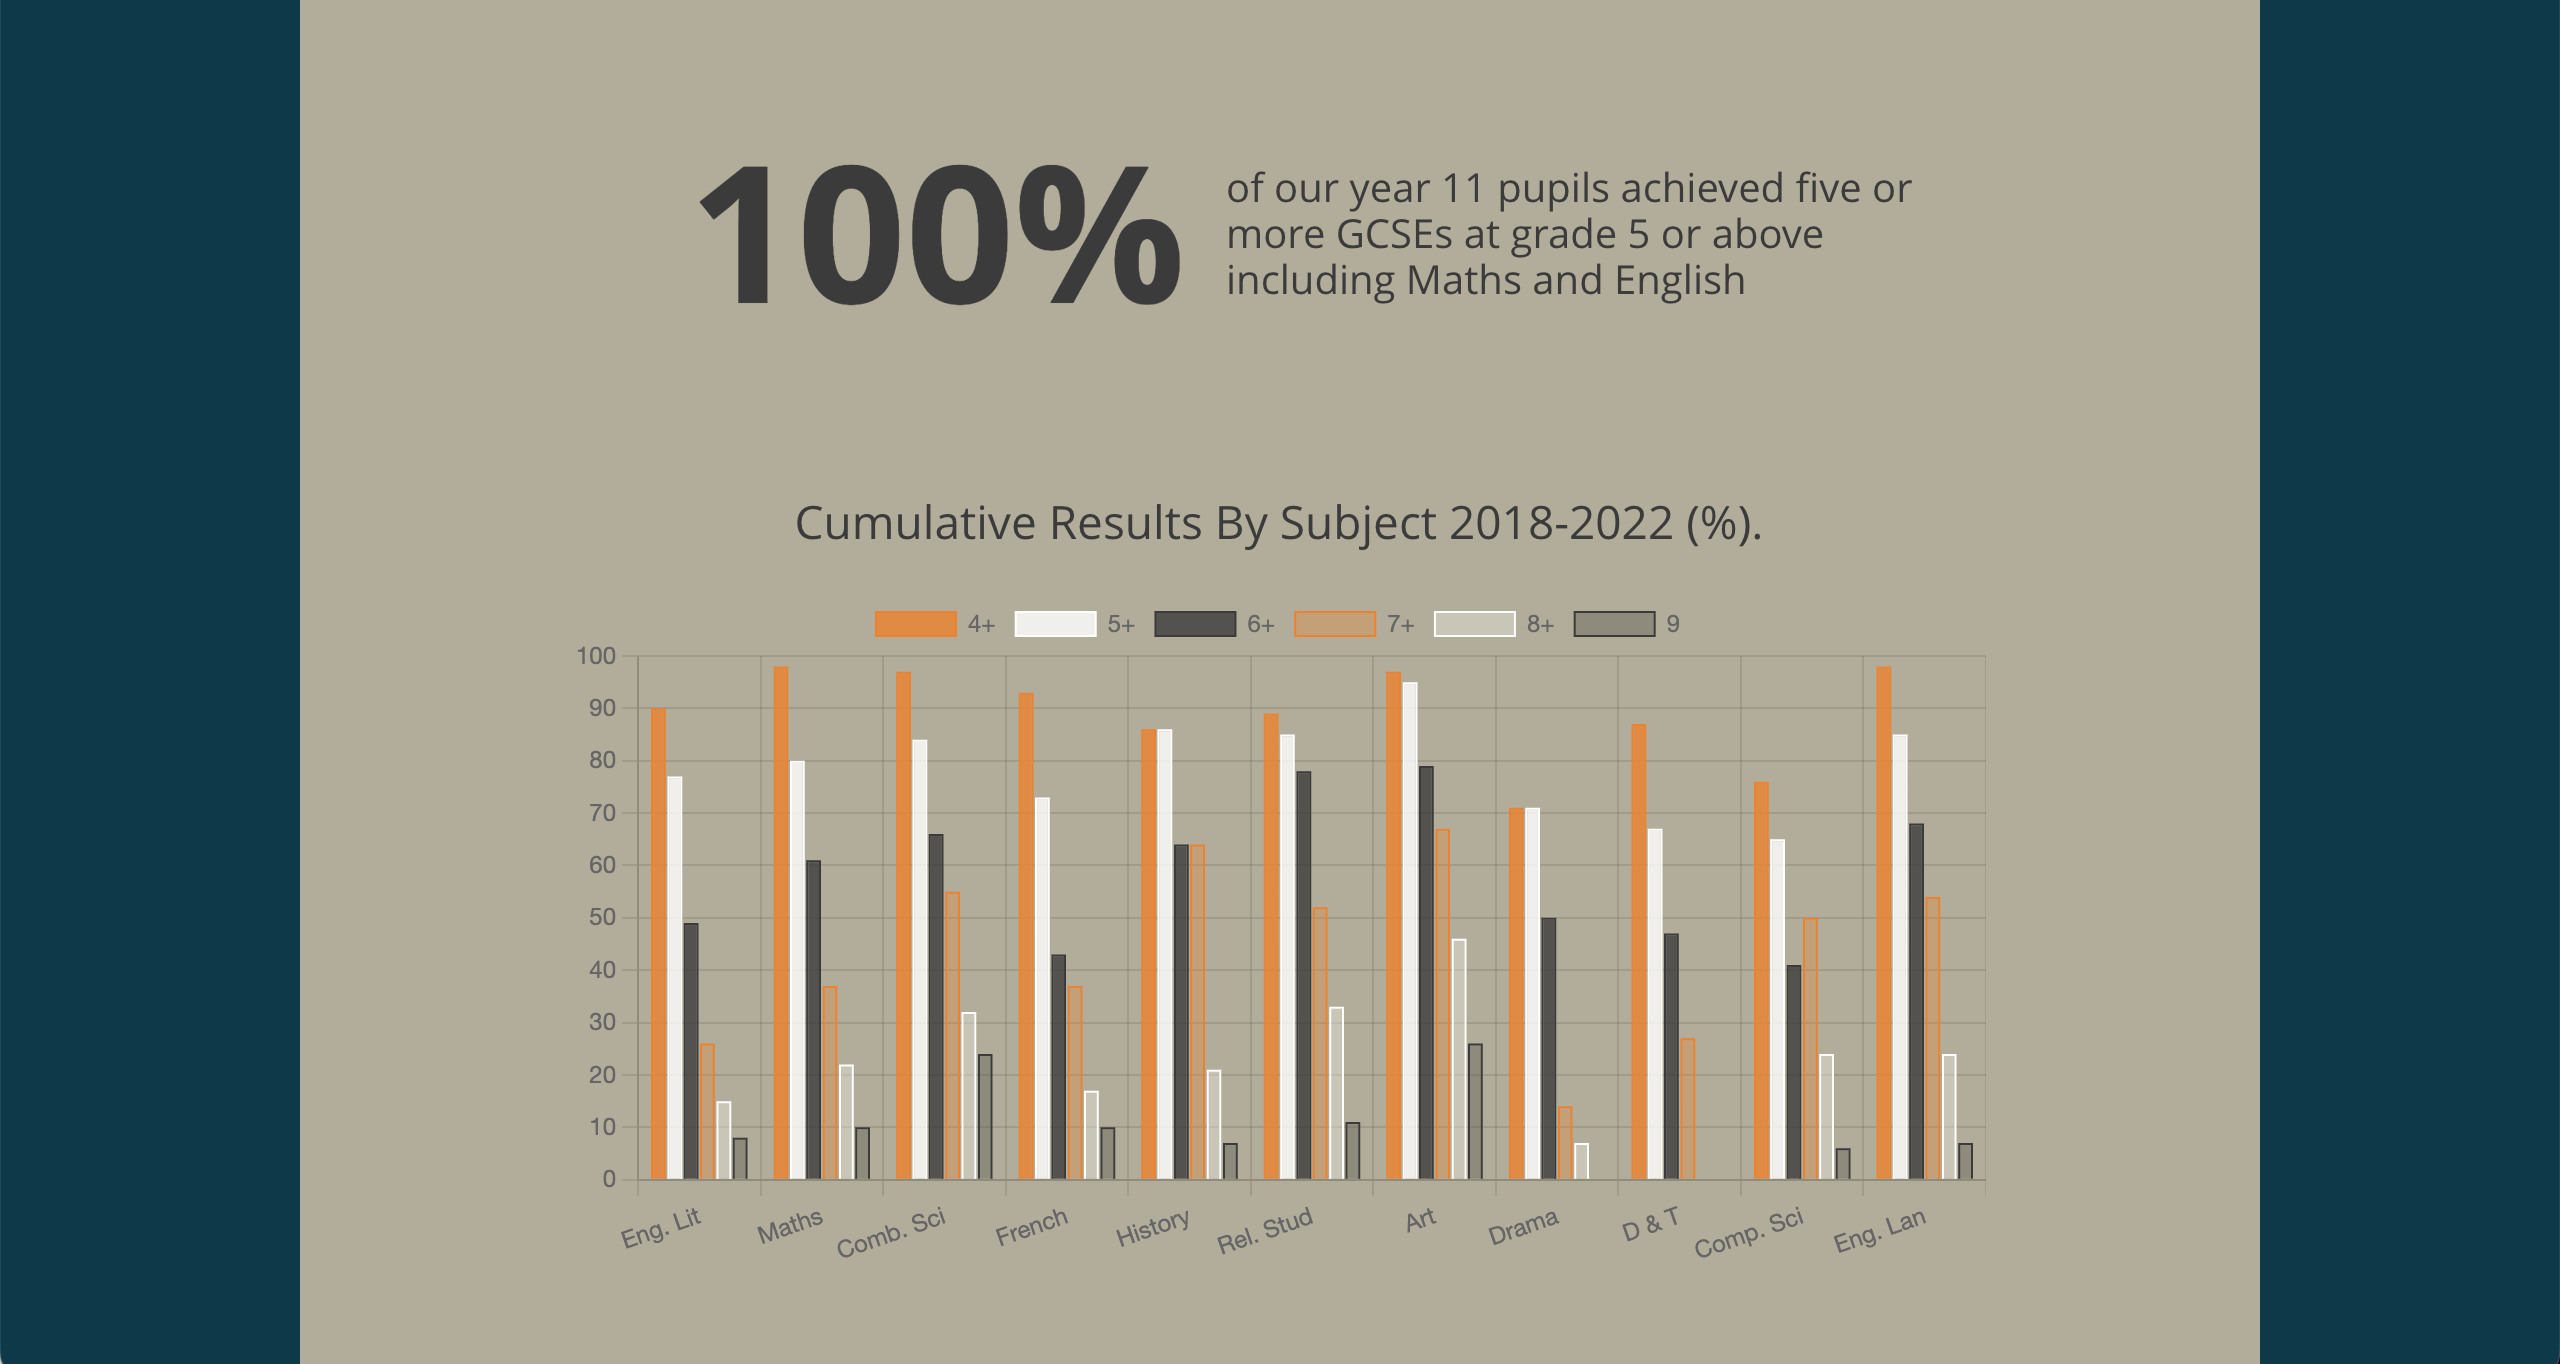 100%
of our year 11 pupils achieved five or
more GCSEs at grade 5 or above
including Maths and English
Cumulative Results By Subject 2018-2022 (%).
4+ 5+ 6+ 7+ 8+ 9
100
90
80
70
60
50
40
30
20
10
0
Eng. Lit Maths Comb. Sci French History Rel. Stud Art Drama D & T Comp. Sci Eng. Lan